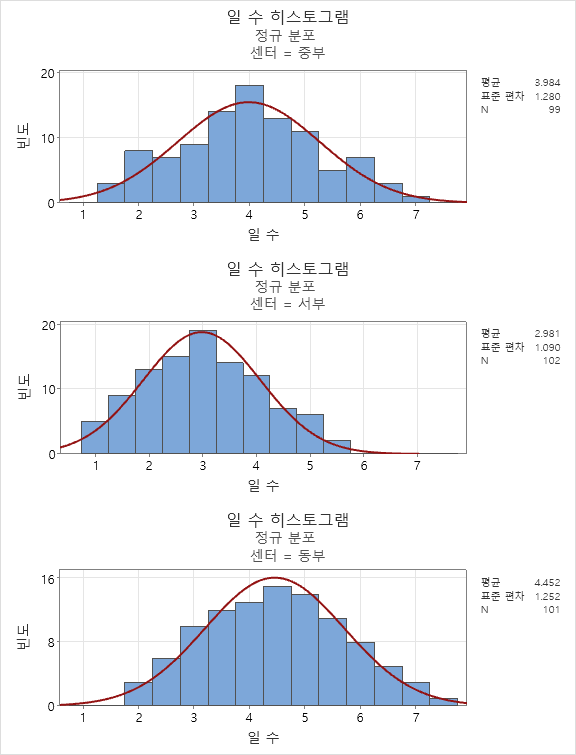 일 수 히스토그램
정규 분포
센터 = 중부
빈도
20
10
0
1 2 3 4 5 6 7
일 수
평균 3.984
표준 편차 1.280
N 99
일 수 히스토그램
정규 분포
센터 = 서부
빈도
20
10
0
1 2 3 4 5 6 7
일 수
평균 2.981
표준 편차 1.090
N 102
일 수 히스토그램
정규 분포
센터 = 동부
빈도
16
8
0
1 2 3 4 5 6 7
일 수
평균 4.452
표준 편차 1.252
N 101